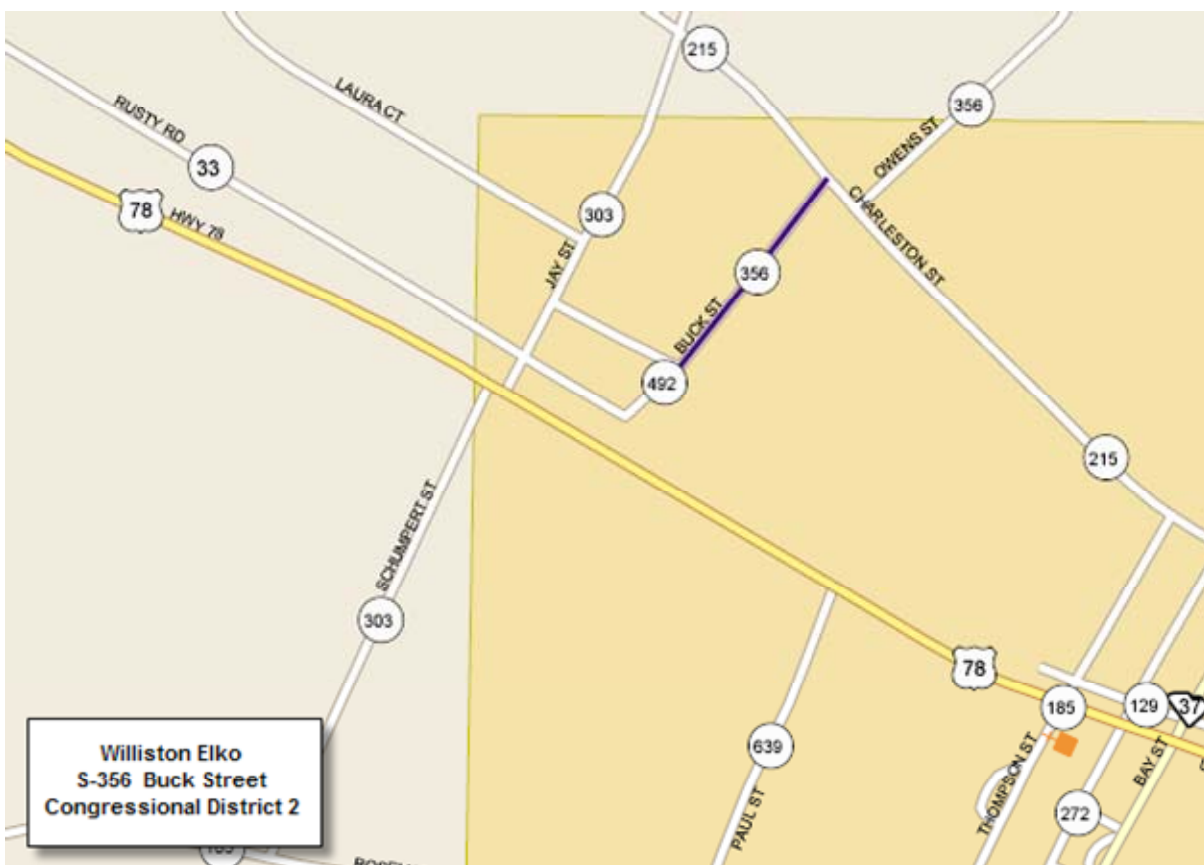 215
356
LAURA CT
RUSTY RD
OWENS ST
33
78
HWY 78
303
CHARLESTON ST
JAY ST
356
BUCK ST
492
215
SCHUMPERT ST
303
78
185
129
37
639
THOMPSON ST
BAY ST
PAUL ST
272
Williston Elko
S-356 Buck Street
Congressional District 2